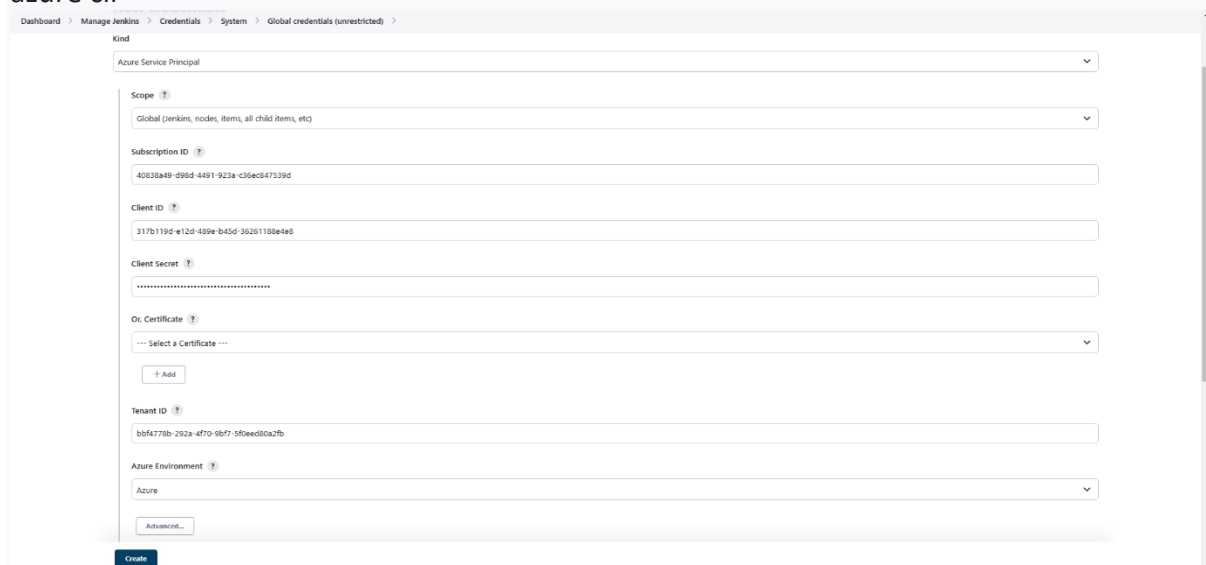 Dashboard > Manage Jenkins > Credentials > System > Global credentials (unrestricted) >
Kind
Azure Service Principal
Scope ?
Global (Jenkins, nodes, items, all child items, etc)
Subscription ID ?
40838a49-d98d-4491-923a-c36ec847539d
Client ID ?
317b119d-e12d-489e-b45d-36261188e4e8
Client Secret ?
••••••••••••••••••••••••••••••••••••••••
Or, Certificate ?
--- Select a Certificate ---
+ Add
Tenant ID ?
bbf4778b-292a-4f70-9bf7-5f0eed80a2fb
Azure Environment ?
Azure
Advanced...
Create